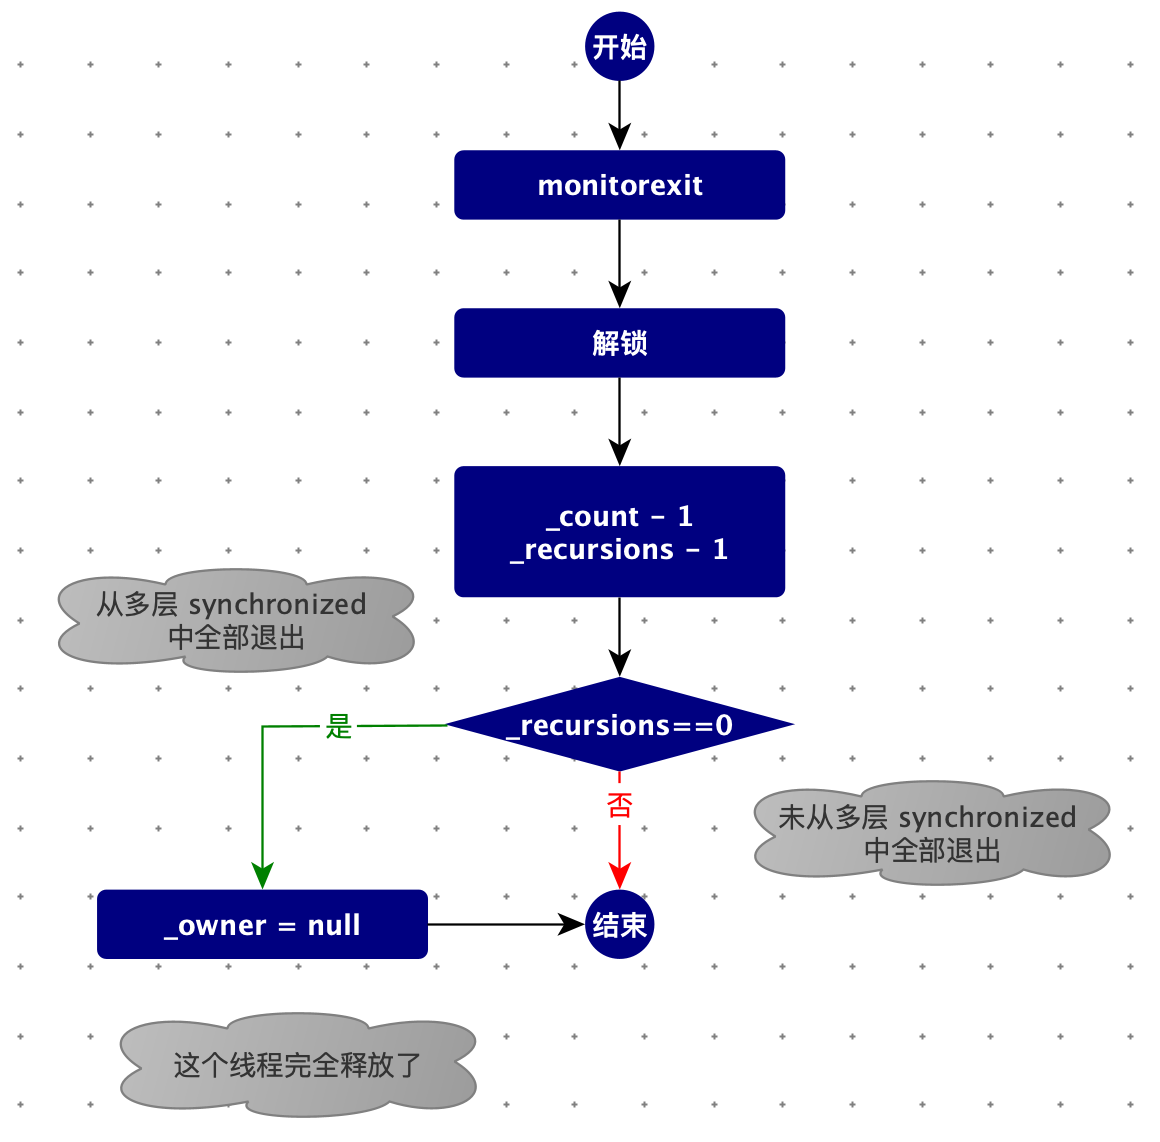 开始
monitorexit
解锁
_count - 1
_recursions - 1
从多层 synchronized
中全部退出
_recursions==0
是
否
未从多层 synchronized
中全部退出
_owner = null
结束
这个线程完全释放了